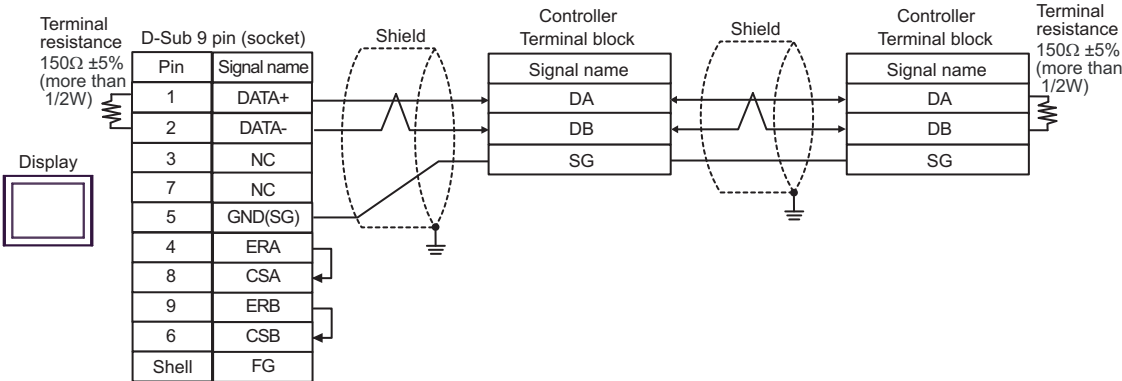 Terminal
resistance
150Ω ±5%
(more than
1/2W)
D-Sub 9 pin (socket)
Pin Signal name
1 DATA+
2 DATA-
3 NC
7 NC
5 GND(SG)
4 ERA
8 CSA
9 ERB
6 CSB
Shell FG
Display
Shield
Controller
Terminal block
Signal name
DA
DB
SG
Shield
Controller
Terminal block
Signal name
DA
DB
SG
Terminal
resistance
150Ω ±5%
(more than
1/2W)